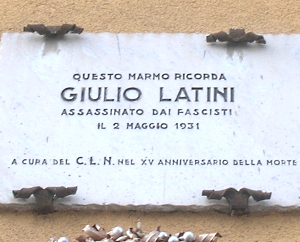 QUESTO MARMO RICORDA
GIULIO LATINI
ASSASSINATO DAI FASCISTI
IL 2 MAGGIO 1931
A CURA DEL C.L.N. NEL XV ANNIVERSARIO DELLA MORTE